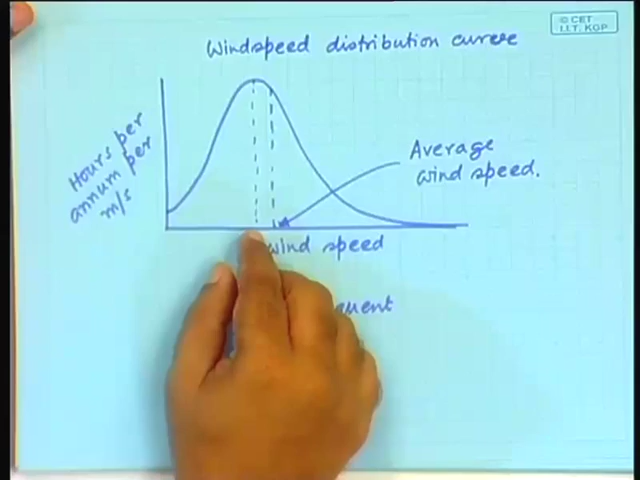 © CET
I.I.T. KGP
Windspeed distribution curve
Hours per
annum per
m/s
Average
wind speed.
wind speed